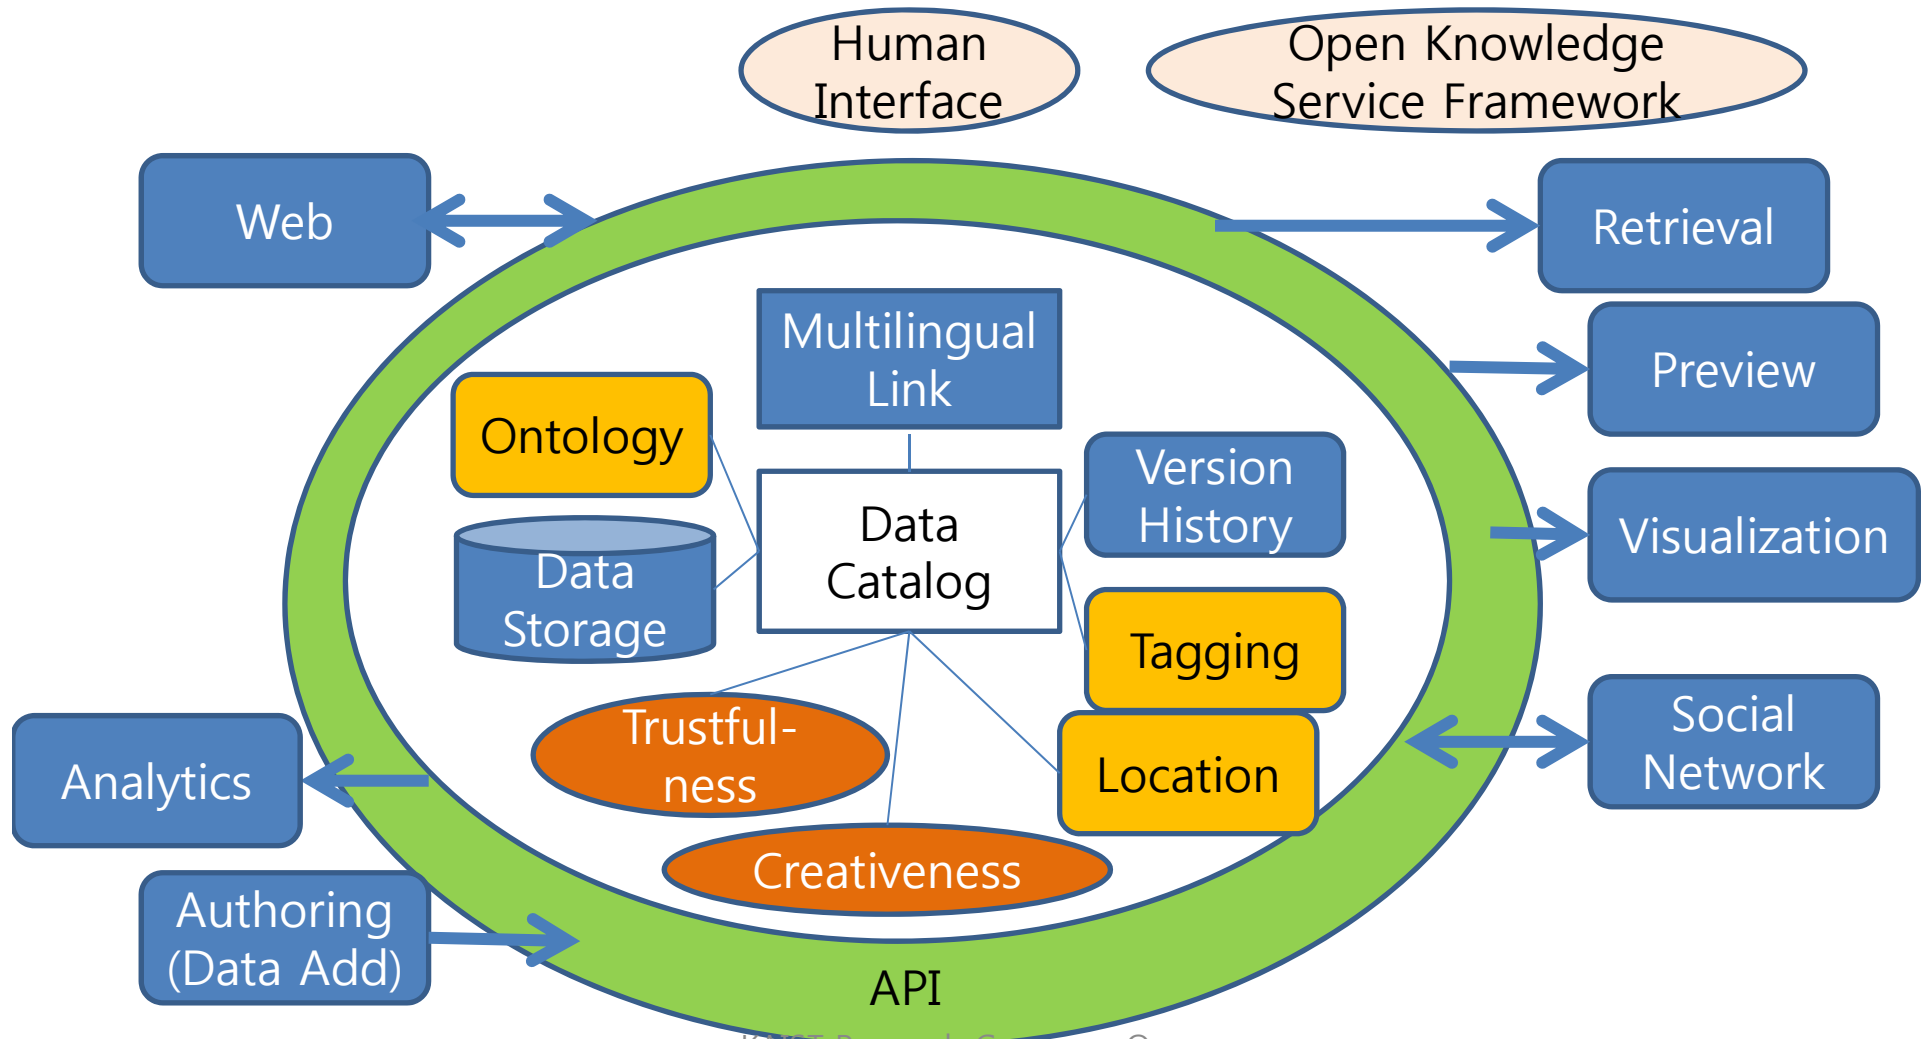 Human
Interface
Open Knowledge
Service Framework
Web
Retrieval
Multilingual
Link
Preview
Ontology
Version
History
Data
Catalog
Visualization
Data
Storage
Tagging
Social
Network
Trustful-
ness
Analytics
Location
Creativeness
Authoring
(Data Add)
API